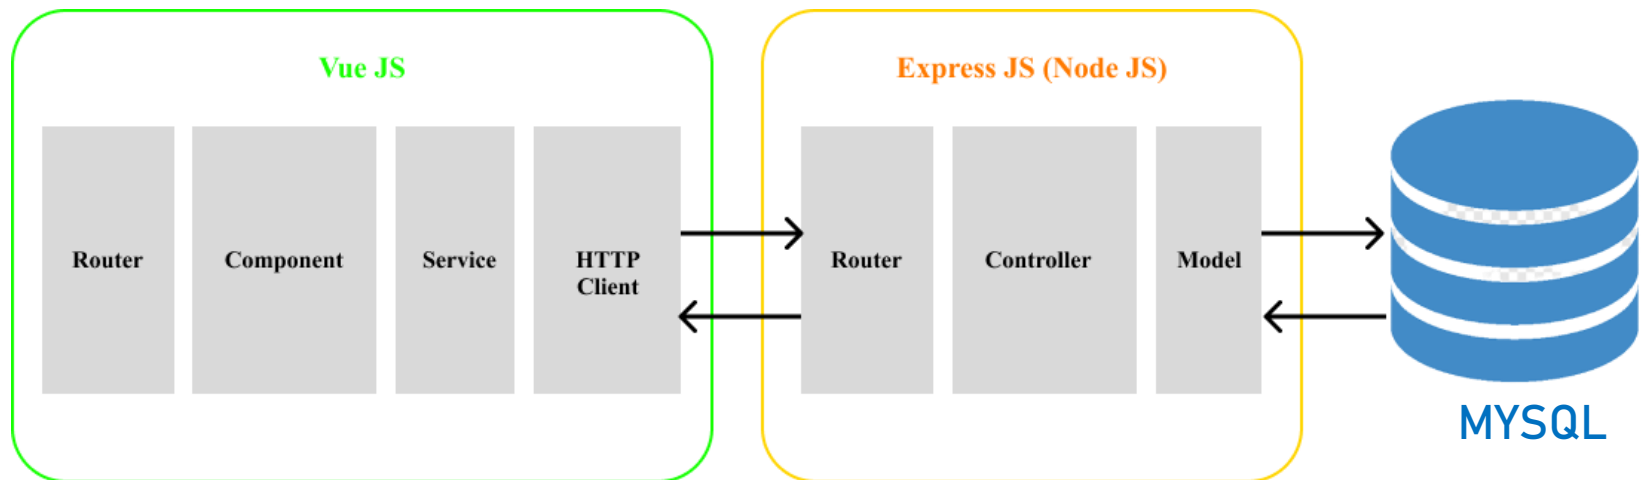 Vue JS
Express JS (Node JS)
Router
Component
Service
HTTP
Client
Router
Controller
Model
MYSQL